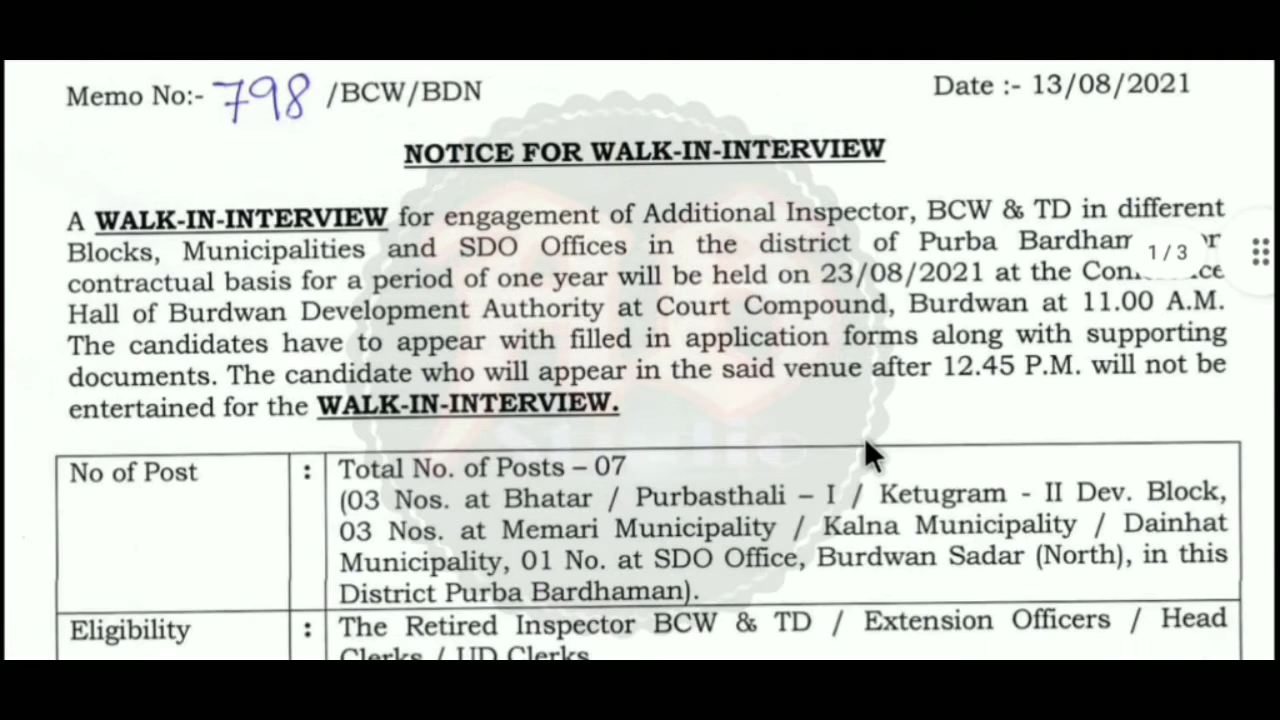 Memo No:- 798 /BCW/BDN Date :- 13/08/2021
NOTICE FOR WALK-IN-INTERVIEW
A WALK-IN-INTERVIEW for engagement of Additional Inspector, BCW & TD in different
Blocks, Municipalities and SDO Offices in the district of Purba
contractual basis for a period of one year will be held on 23/08/2021 at the
Hall of Burdwan Development Authority at Court Compound, Burdwan at 11.00 A.M.
The candidates have to appear with filled in application forms along with supporting
documents. The candidate who will appear in the said venue after 12.45 P.M. will not be
entertained for the WALK-IN-INTERVIEW.
1/3
No of Post : Total No. of Posts – 07
(03 Nos. at Bhatar / Purbasthali – I / Ketugram - II Dev. Block,
03 Nos. at Memari Municipality / Kalna Municipality / Dainhat
Municipality, 01 No. at SDO Office, Burdwan Sadar (North), in this
District Purba Bardhaman).
Eligibility : The Retired Inspector BCW & TD / Extension Officers / Head
Clerks / UD Clerks